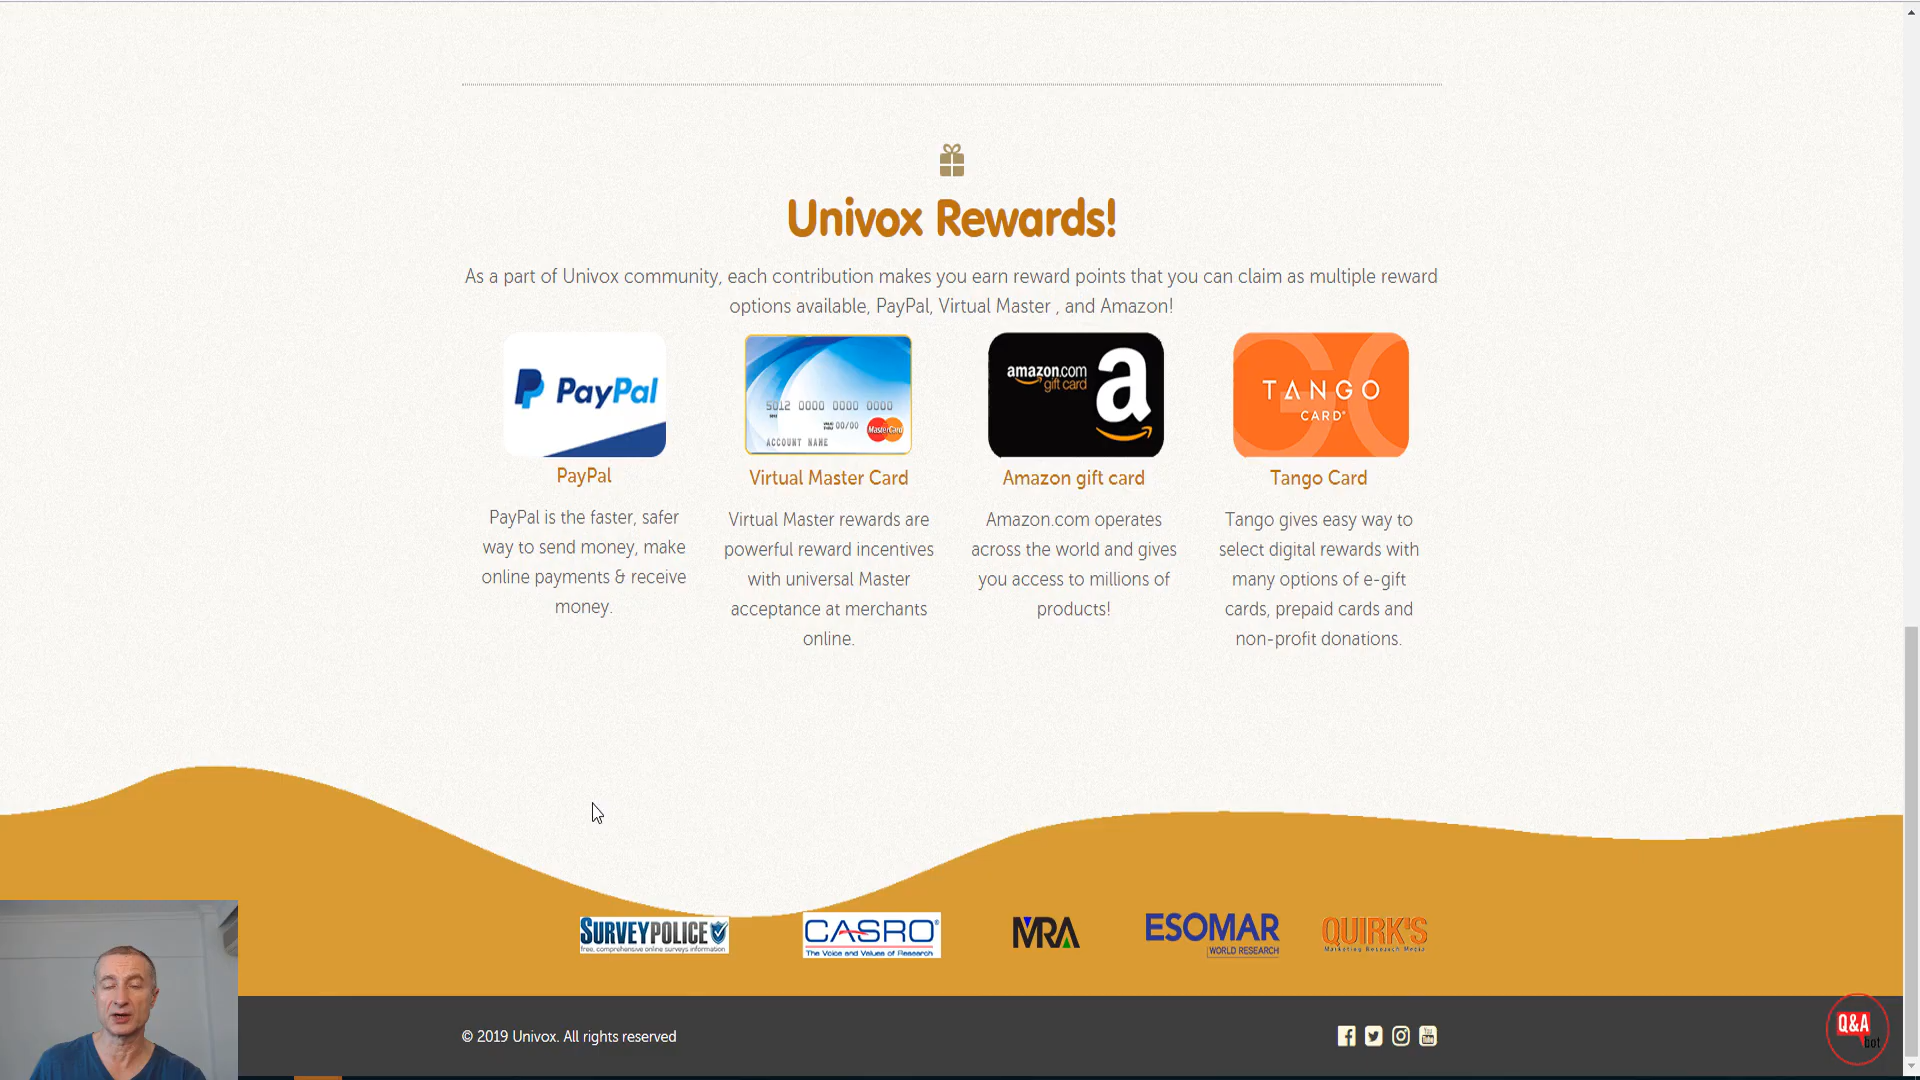 Univox Rewards!
As a part of Univox community, each contribution makes you earn reward points that you can claim as multiple reward
options available, PayPal, Virtual Master , and Amazon!
PayPal
5012 0000 0000 0000
00/00
MasterCard
ACCOUNT NAME
amazon.com
gift card
a
TANGO
CARD®
PayPal
Virtual Master Card
Amazon gift card
Tango Card
PayPal is the faster, safer
way to send money, make
online payments & receive
money.
Virtual Master rewards are
powerful reward incentives
with universal Master
acceptance at merchants
online.
Amazon.com operates
across the world and gives
you access to millions of
products!
Tango gives easy way to
select digital rewards with
many options of e-gift
cards, prepaid cards and
non-profit donations.
SURVEYPOLICE
free, comprehensive online surveys information
CASRO®
The Voice and Values of Research
MRA
ESOMAR
WORLD RESEARCH
QUIRK'S
Marketing Research Media
© 2019 Univox. All rights reserved
Q&A
bot